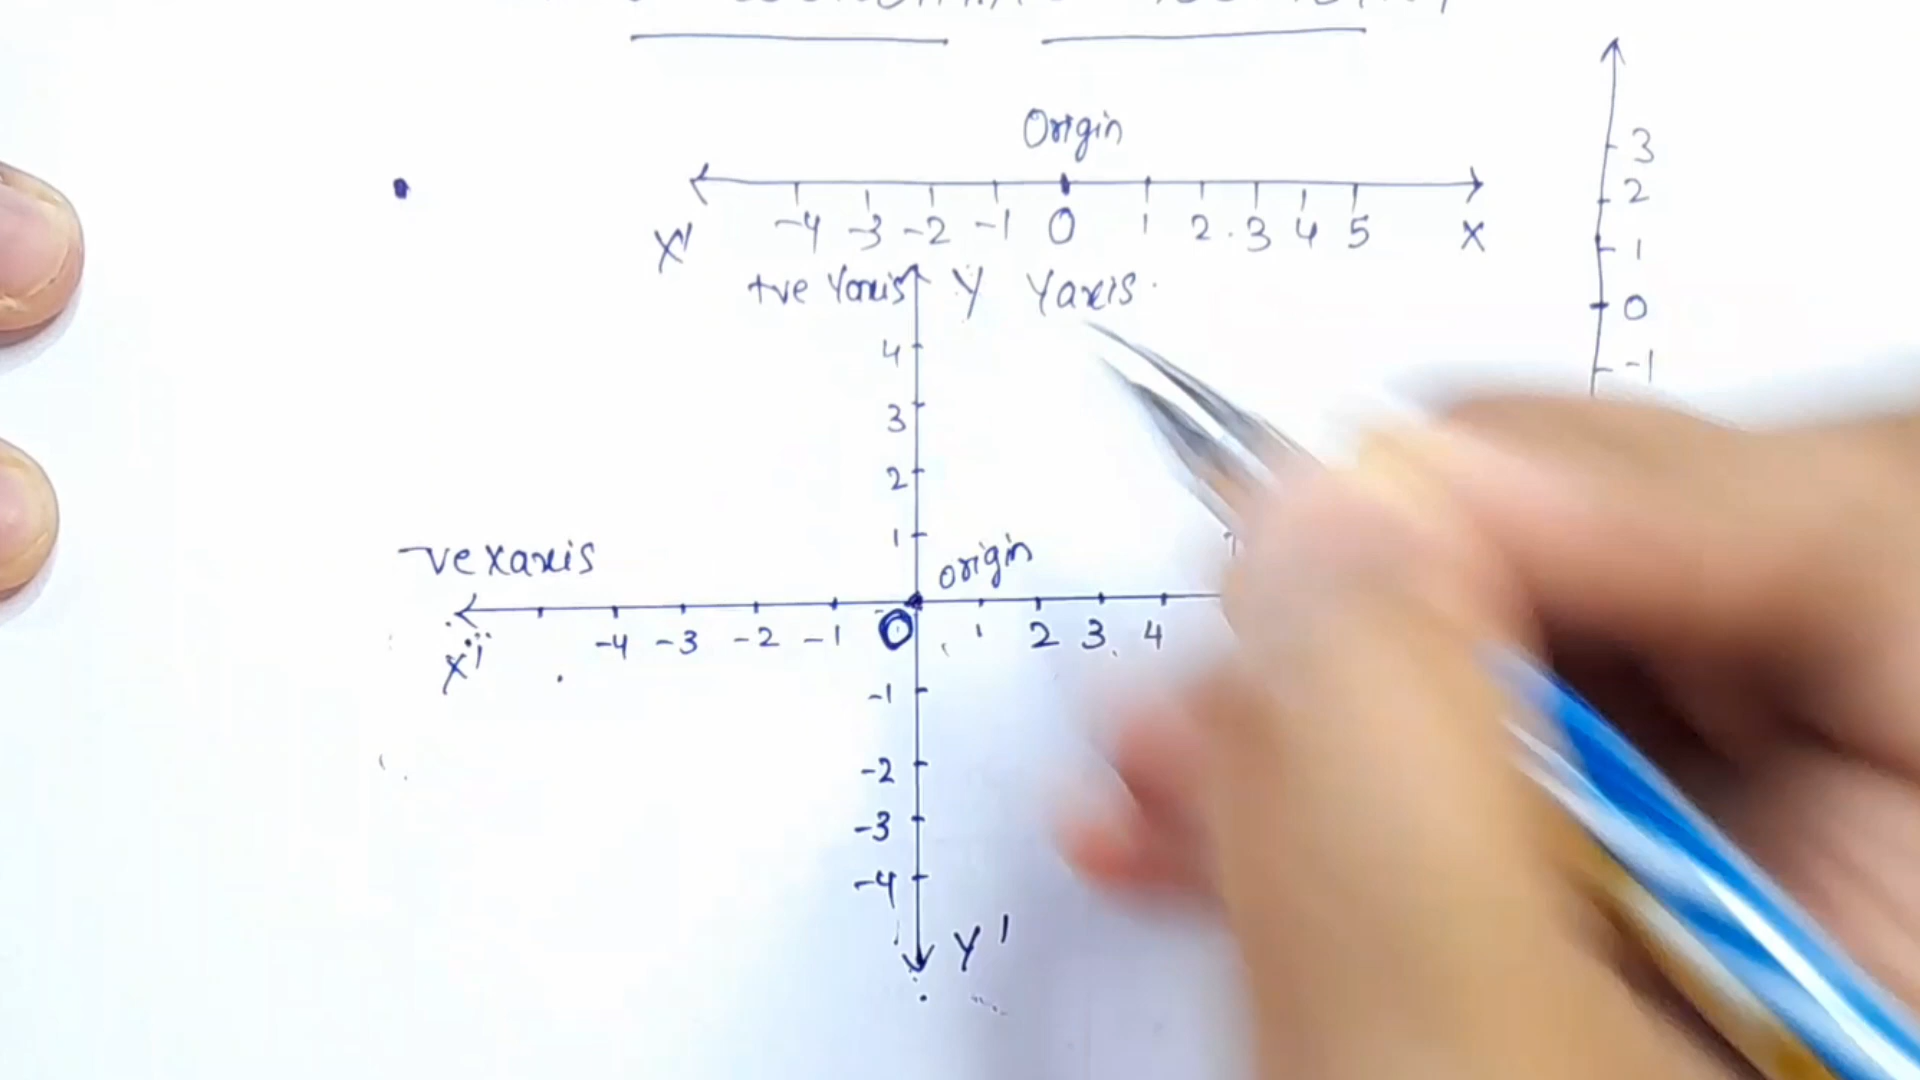 Origin
-4 -3 -2 -1 0 1 2 3 4 5
X' X
+ve Yaxis Y Yaxis
4
3
2
1
-ve xaxis origin
-4 -3 -2 -1 0 1 2 3 4
X'
-1
-2
-3
-4
Y'
3
2
1
0
-1